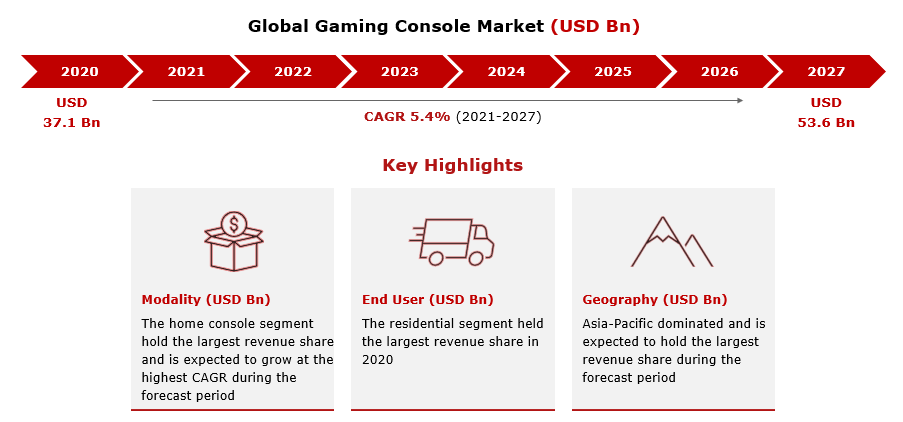 Global Gaming Console Market (USD Bn)
2020 2021 2022 2023 2024 2025 2026 2027
USD
37.1 Bn
CAGR 5.4% (2021-2027)
USD
53.6 Bn
Key Highlights
$
Modality (USD Bn)
The home console segment
hold the largest revenue share
and is expected to grow at the
highest CAGR during the
forecast period
End User (USD Bn)
The residential segment held
the largest revenue share in
2020
Geography (USD Bn)
Asia-Pacific dominated and is
expected to hold the largest
revenue share during the
forecast period